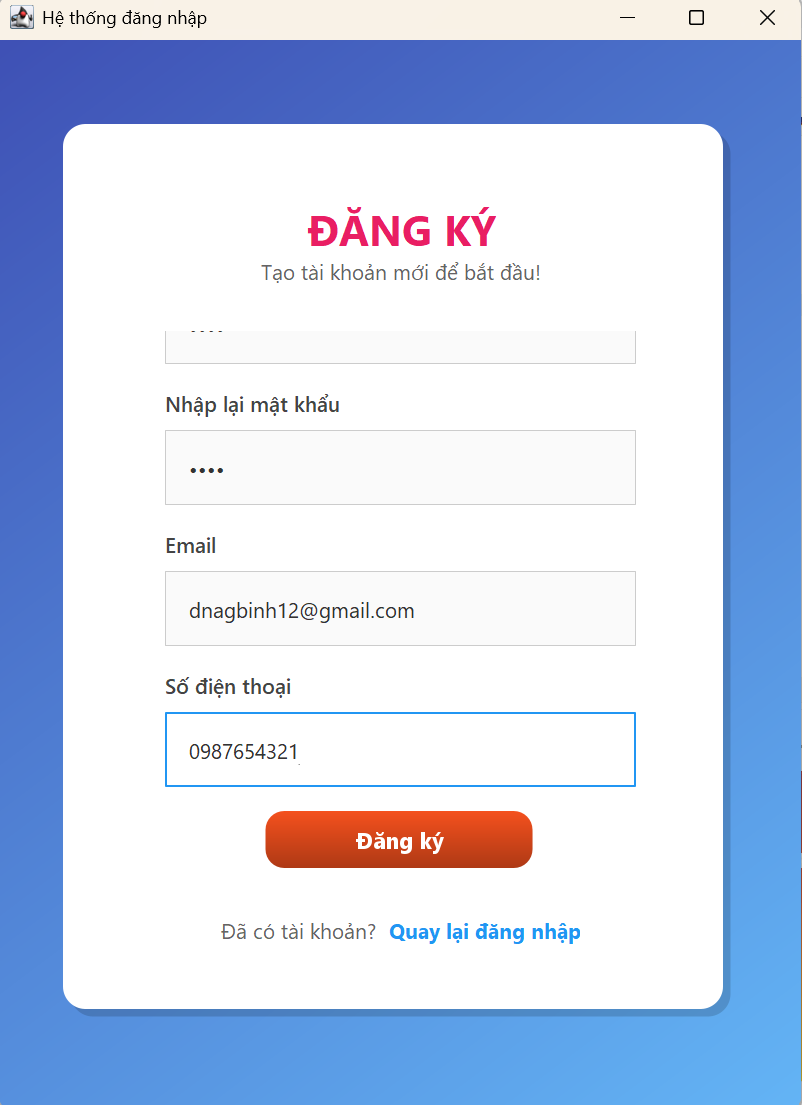 Hệ thống đăng nhập
ĐĂNG KÝ
Tạo tài khoản mới để bắt đầu!
••••
Nhập lại mật khẩu
••••
Email
dnagbinh12@gmail.com
Số điện thoại
0987654321
Đăng ký
Đã có tài khoản? Quay lại đăng nhập